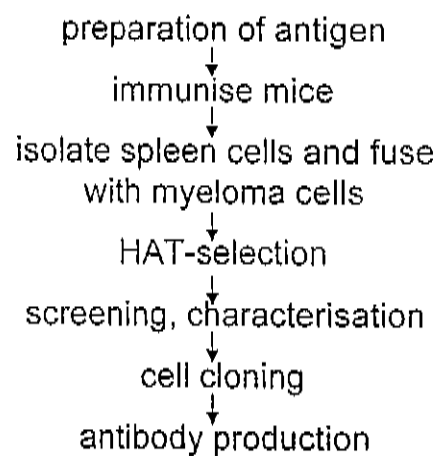 preparation of antigen
immunise mice
isolate spleen cells and fuse
with myeloma cells
HAT-selection
screening, characterisation
cell cloning
antibody production